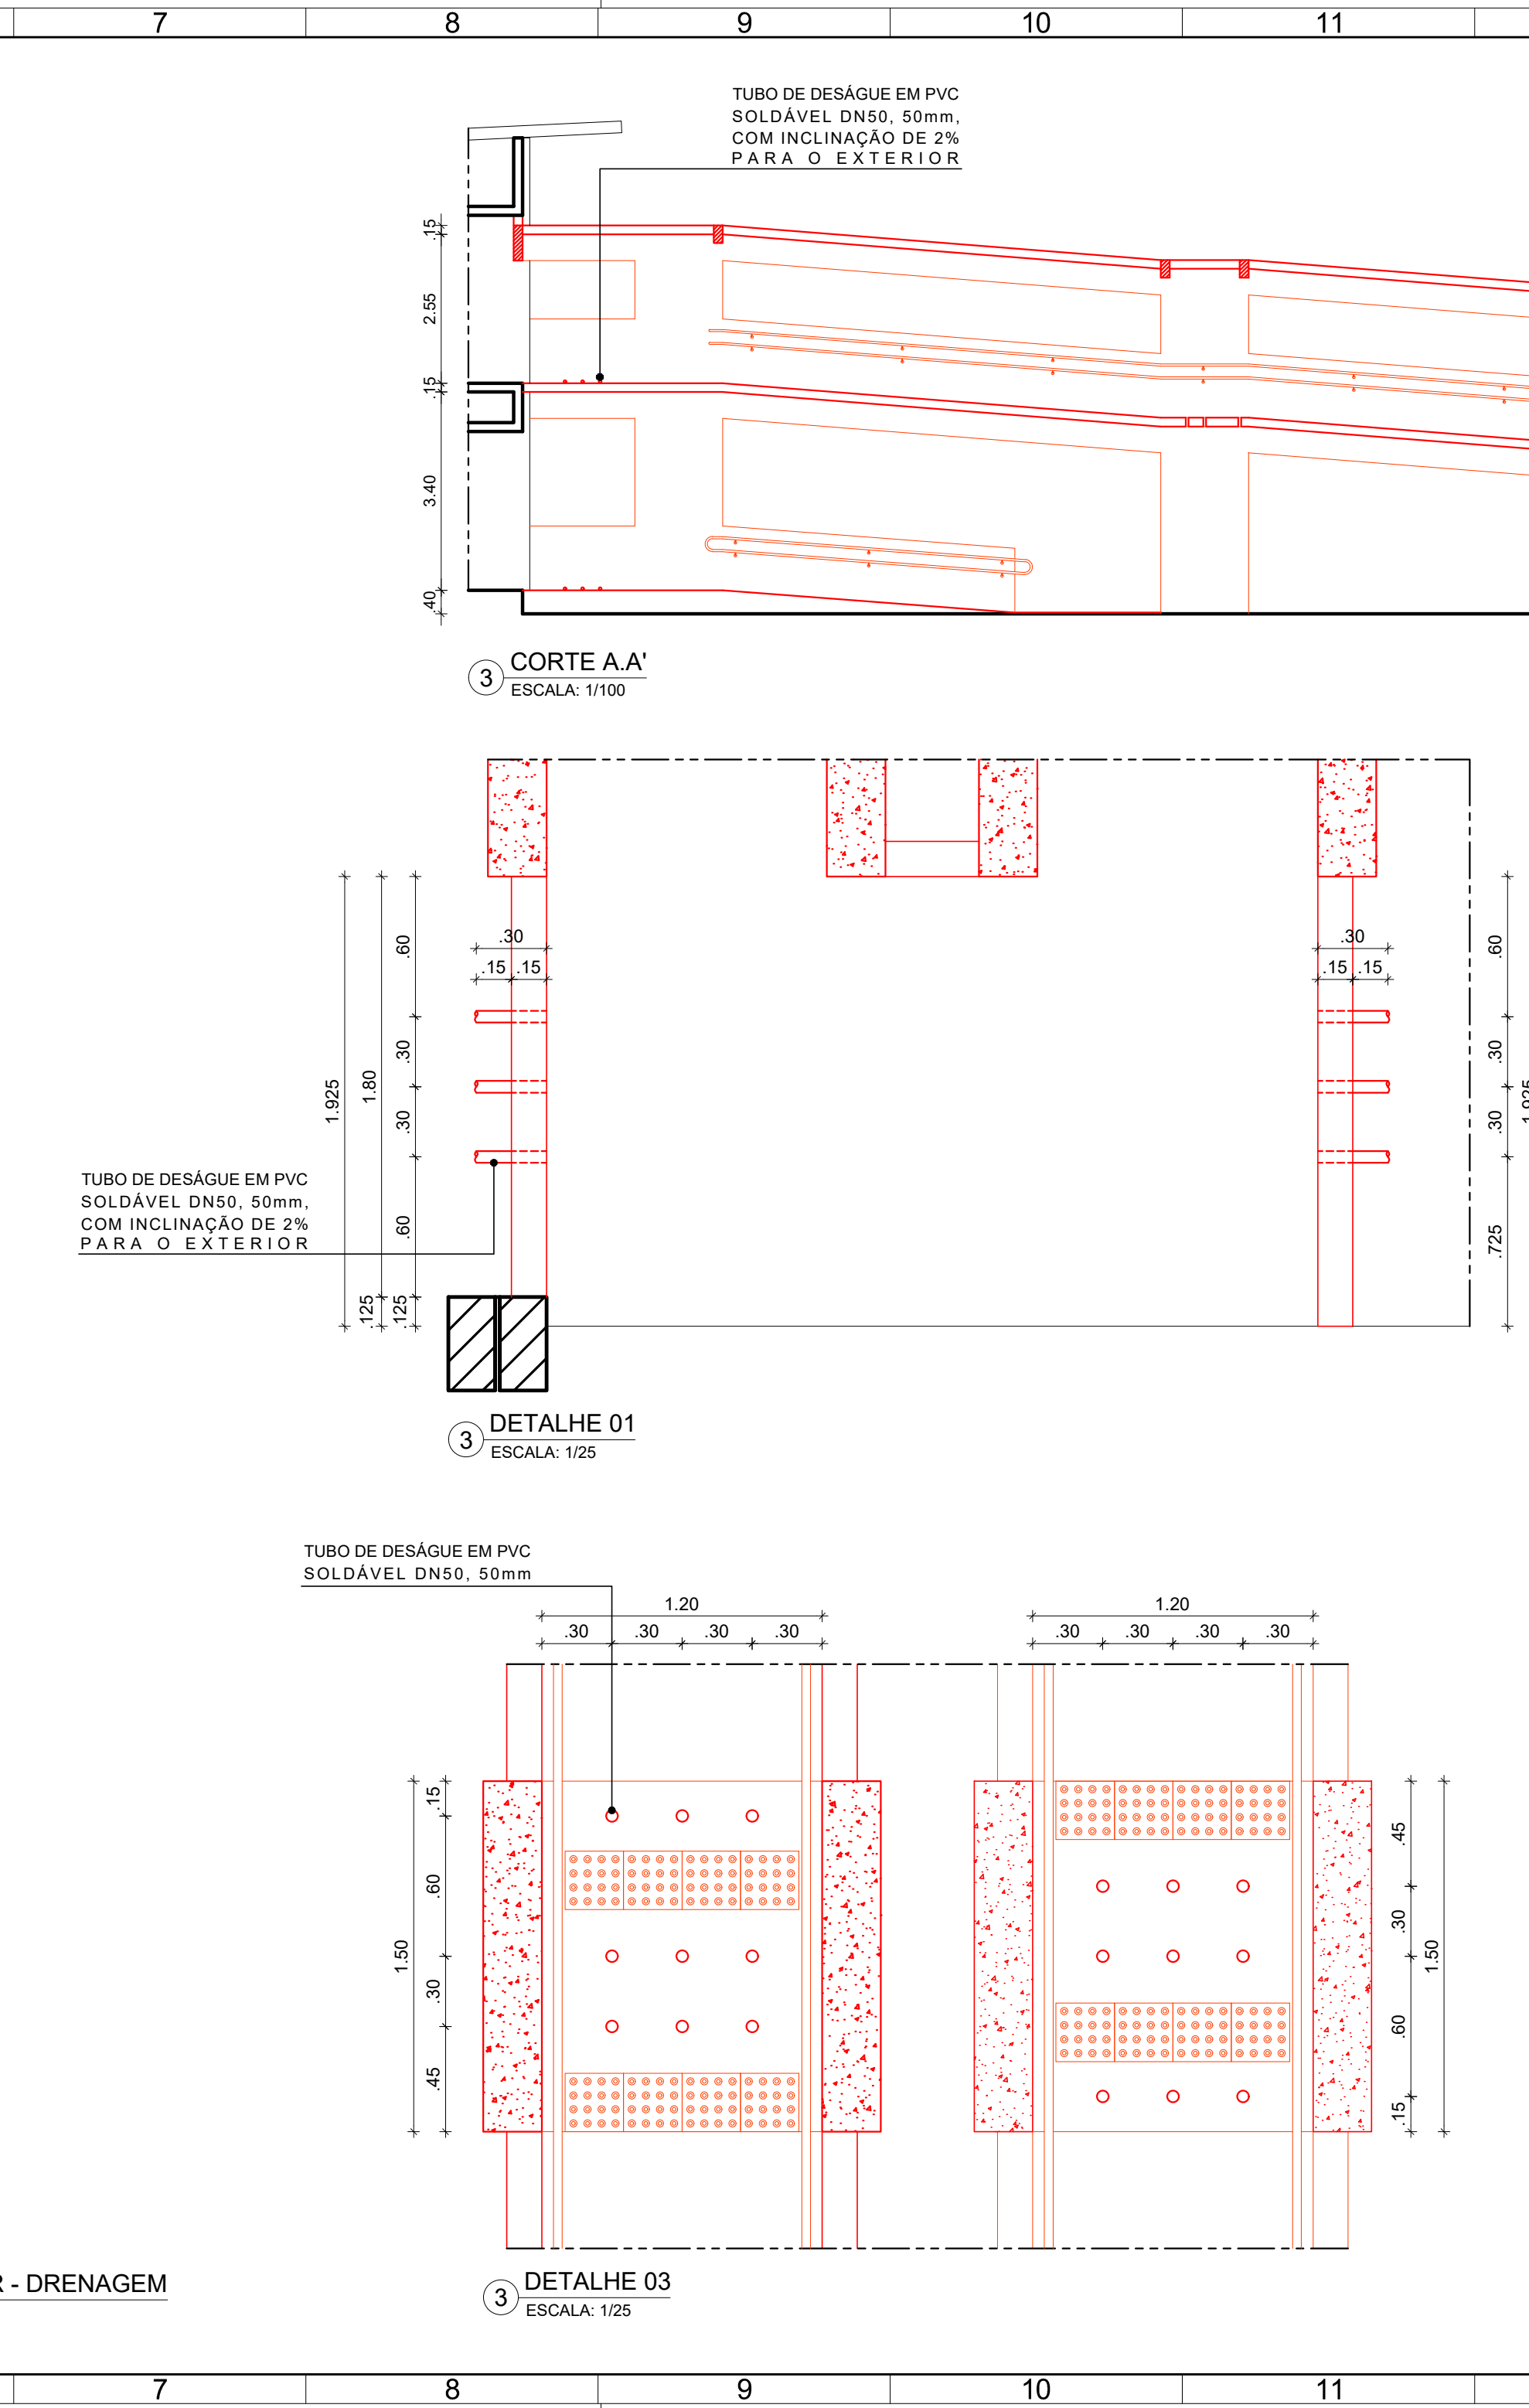 7 8 9 10 11
TUBO DE DESÁGUE EM PVC
SOLDÁVEL DN50, 50mm,
COM INCLINAÇÃO DE 2%
PARA O EXTERIOR
.15
2.55
.15
3.40
.40
3 CORTE A.A'
ESCALA: 1/100
.30 .30
.15 .15 .15 .15
.60 .60
.30 .30
1.925 1.80 .30 .30
.60 .725
.125 .125
TUBO DE DESÁGUE EM PVC
SOLDÁVEL DN50, 50mm,
COM INCLINAÇÃO DE 2%
PARA O EXTERIOR
3 DETALHE 01
ESCALA: 1/25
TUBO DE DESÁGUE EM PVC
SOLDÁVEL DN50, 50mm
1.20 1.20
.30 .30 .30 .30 .30 .30 .30 .30
.15 .45
.60 .30
1.50 .30 .60 1.50
.45 .15
- DRENAGEM
3 DETALHE 03
ESCALA: 1/25
7 8 9 10 11